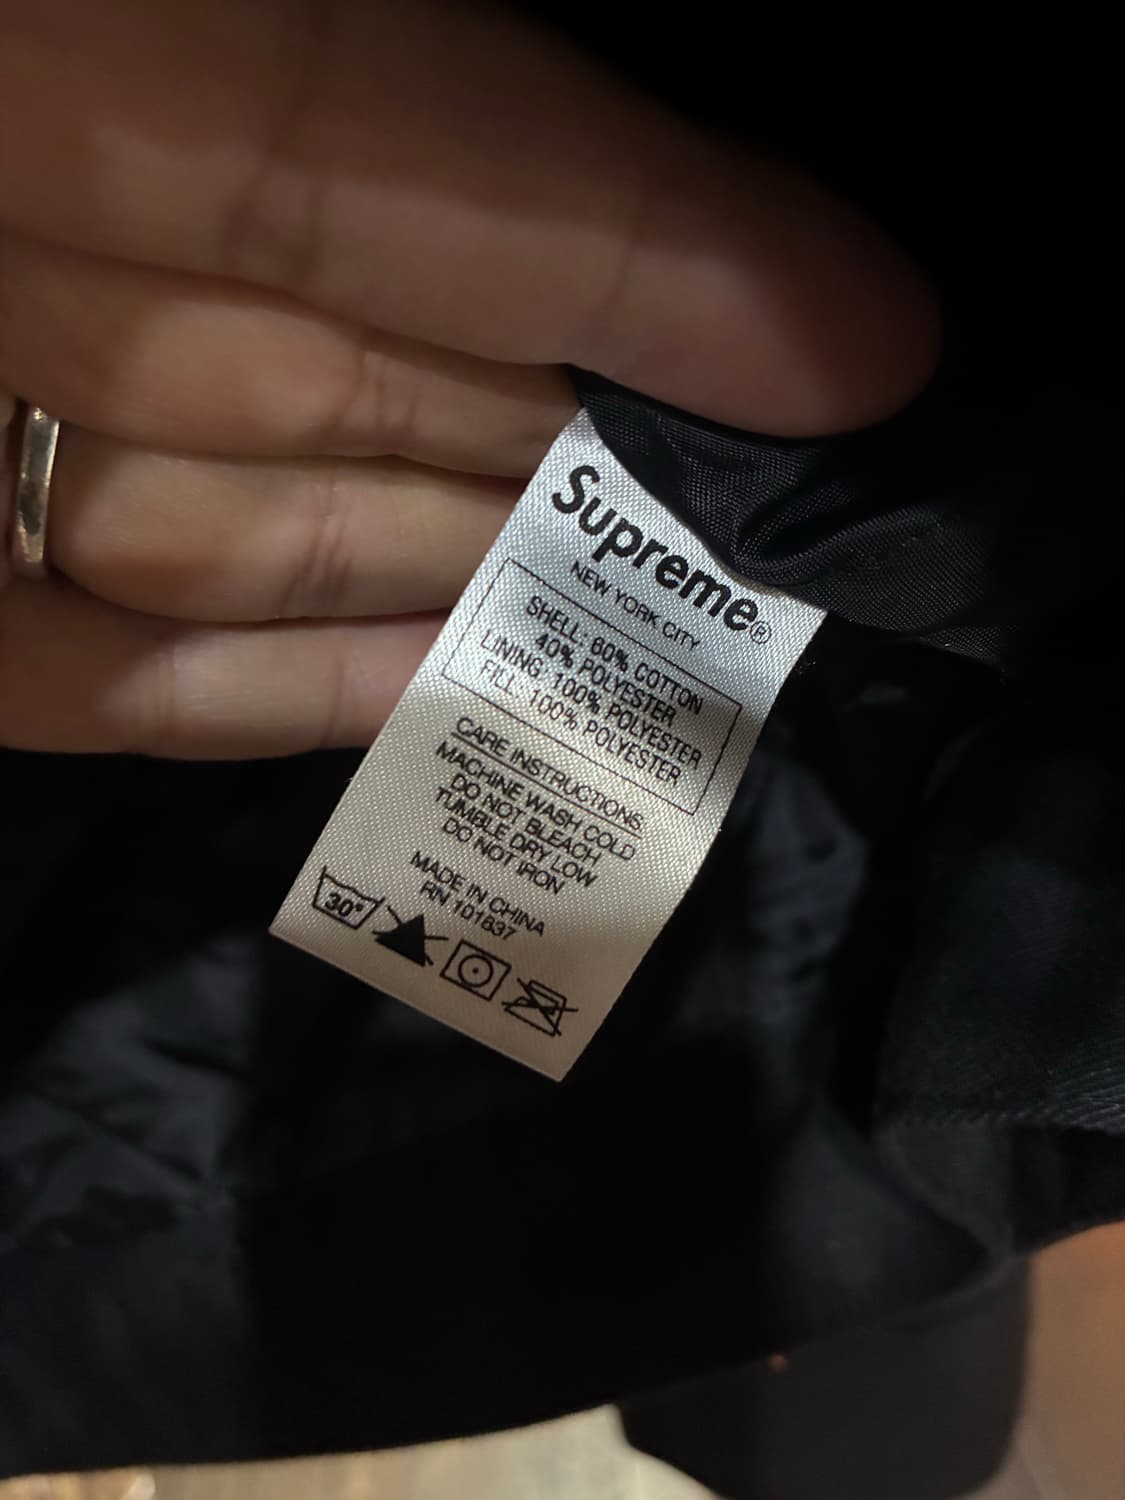 Supreme®
NEW YORK CITY
SHELL: 60% COTTON
40% POLYESTER
LINING: 100% POLYESTER
FILL: 100% POLYESTER
CARE INSTRUCTIONS:
MACHINE WASH COLD
DO NOT BLEACH
TUMBLE DRY LOW
DO NOT IRON
MADE IN CHINA
RN 101837
30°